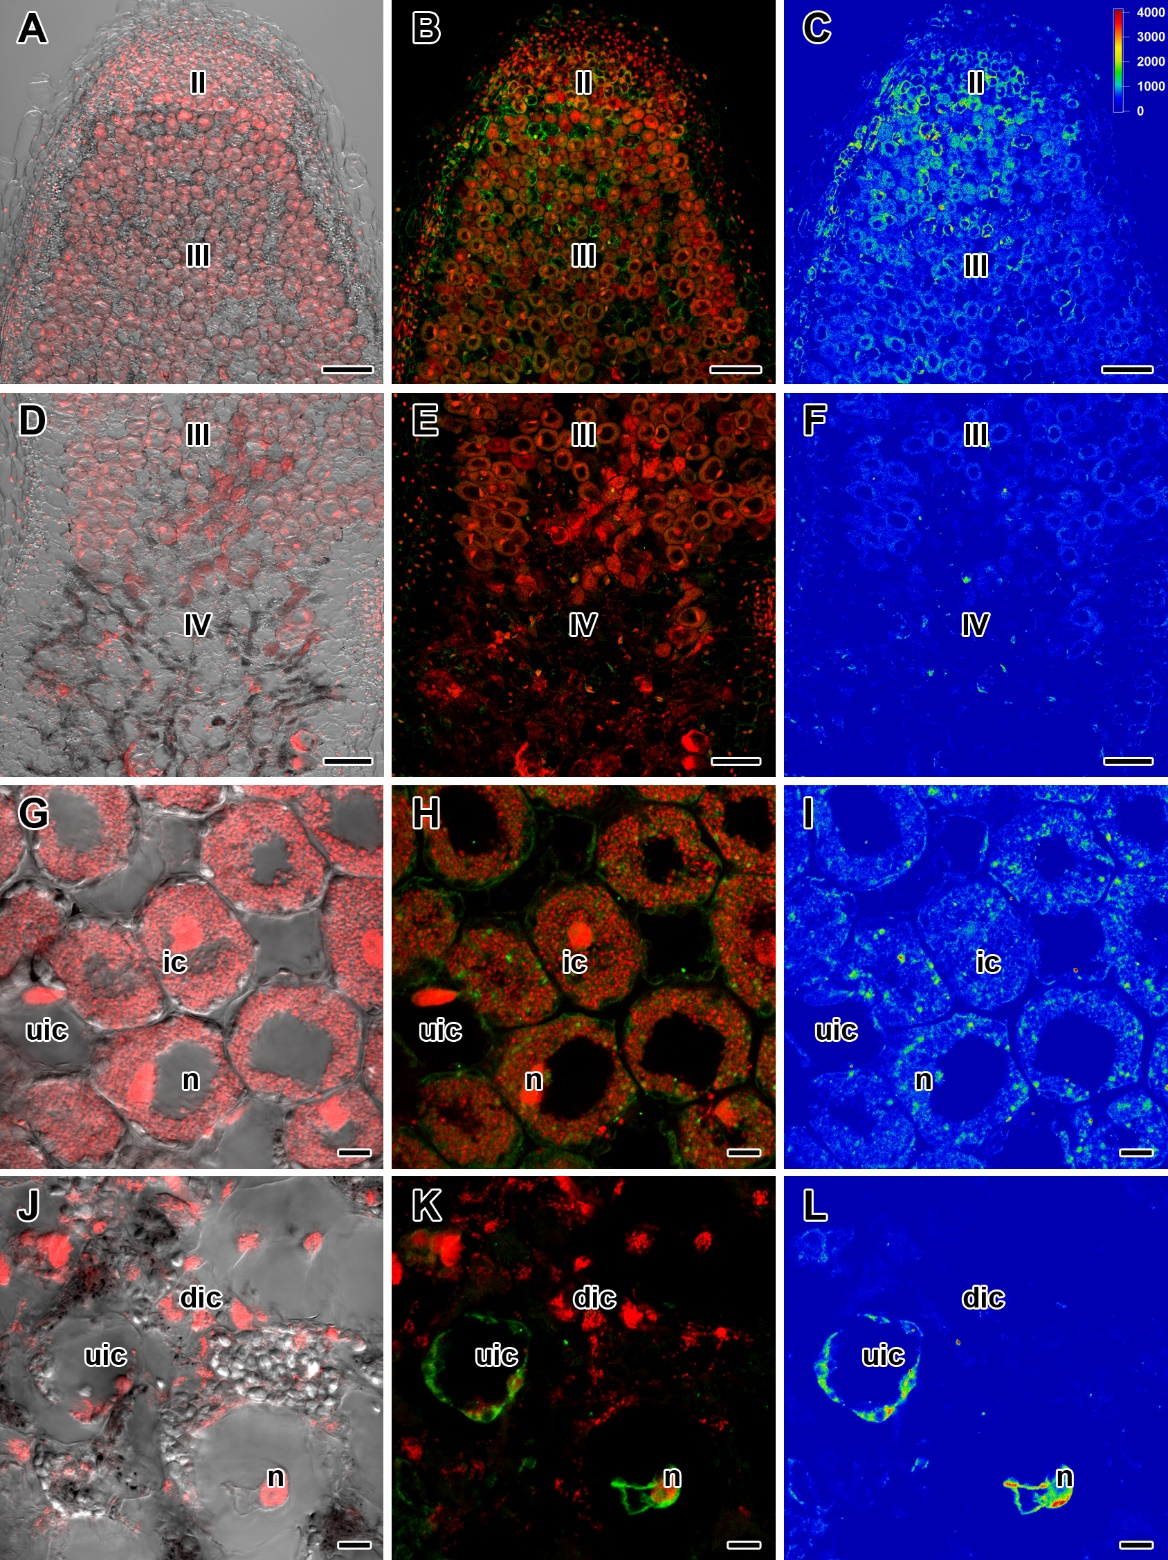 A
II
III
B
II
III
C
4000
3000
2000
1000
0
II
III
D
III
IV
E
III
IV
F
III
IV
G
ic
uic
n
H
ic
uic
n
I
ic
uic
n
J
dic
uic
n
K
dic
uic
n
L
dic
uic
n